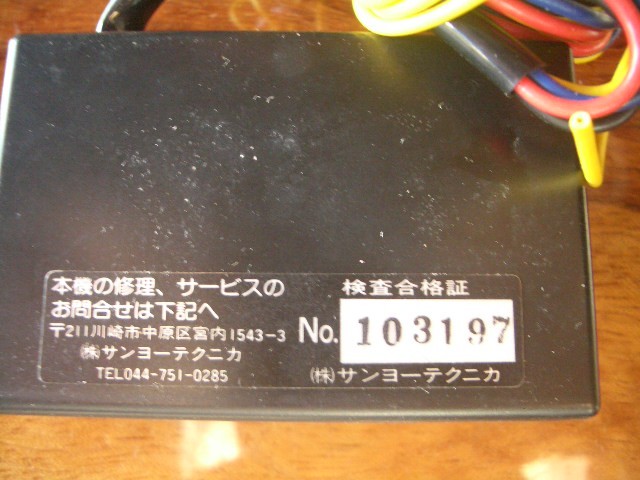 本機の修理、サービスの
お問合せは下記へ
〒211川崎市中原区宮内1543-3
㈱サンヨーテクニカ
TEL044-751-0285
検査合格証
No. 103197
㈱サンヨーテクニカ